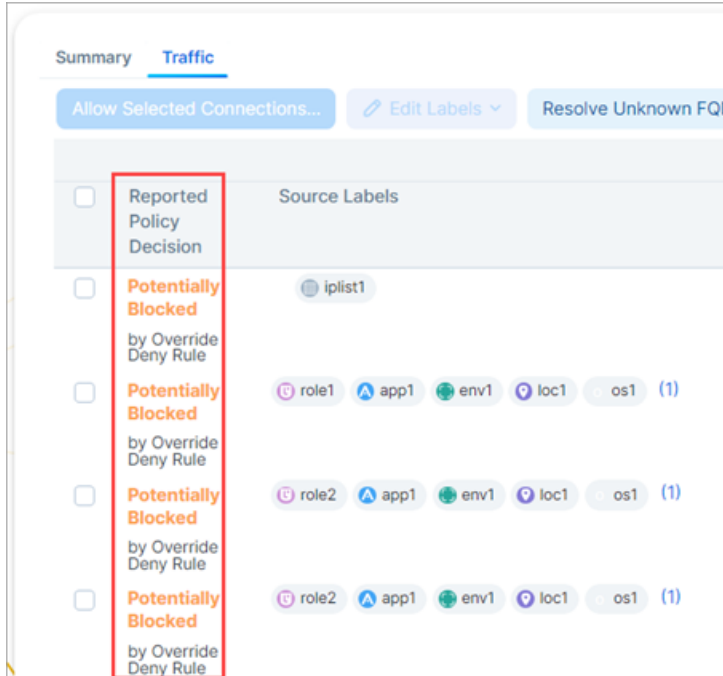 Summary Traffic
Allow Selected Connections... Edit Labels Resolve Unknown
Reported Policy Decision Source Labels
Potentially
Blocked
iplist1
by Override
Deny Rule
Potentially
Blocked
role1 app1 env1 loc1 os1 (1)
by Override
Deny Rule
Potentially
Blocked
role2 app1 env1 loc1 os1 (1)
by Override
Deny Rule
Potentially
Blocked
role2 app1 env1 loc1 os1 (1)
by Override
Deny Rule